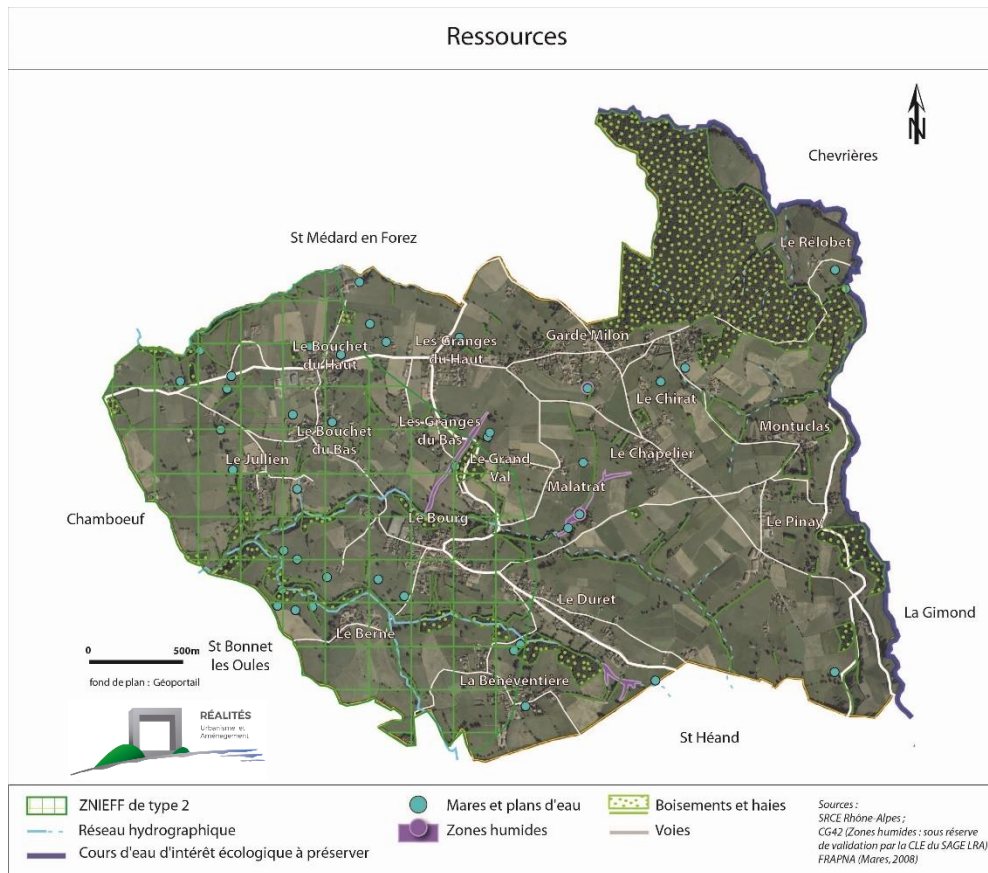 Ressources
N
Chevrières
St Médard en Forez
Le Relobet
Garde Milon
Le Bouchet
du Haut
Les Granges
du Haut
Le Chirat
Les Granges
du Bas
Le Bouchet
du Bas
Montuclas
Le Chapelier
Le Jullien
Le Grand
Val
Malatrat
Chamboeuf
Le Bourg
Le Pinay
Le Duret
La Gimond
Le Berne
St Bonnet
les Oules
0 500m
fond de plan : Géoportail
La Bénéventière
RÉALITÉS
Urbanisme et
Aménagement
St Héand
ZNIEFF de type 2
Réseau hydrographique
Cours d'eau d'intérêt écologique à préserver
Mares et plans d'eau
Zones humides
Boisements et haies
Voies
Sources :
SRCE Rhône-Alpes ;
CG42 (Zones humides : sous réserve
de validation par la CLE du SAGE LRA)
FRAPNA (Mares, 2008)